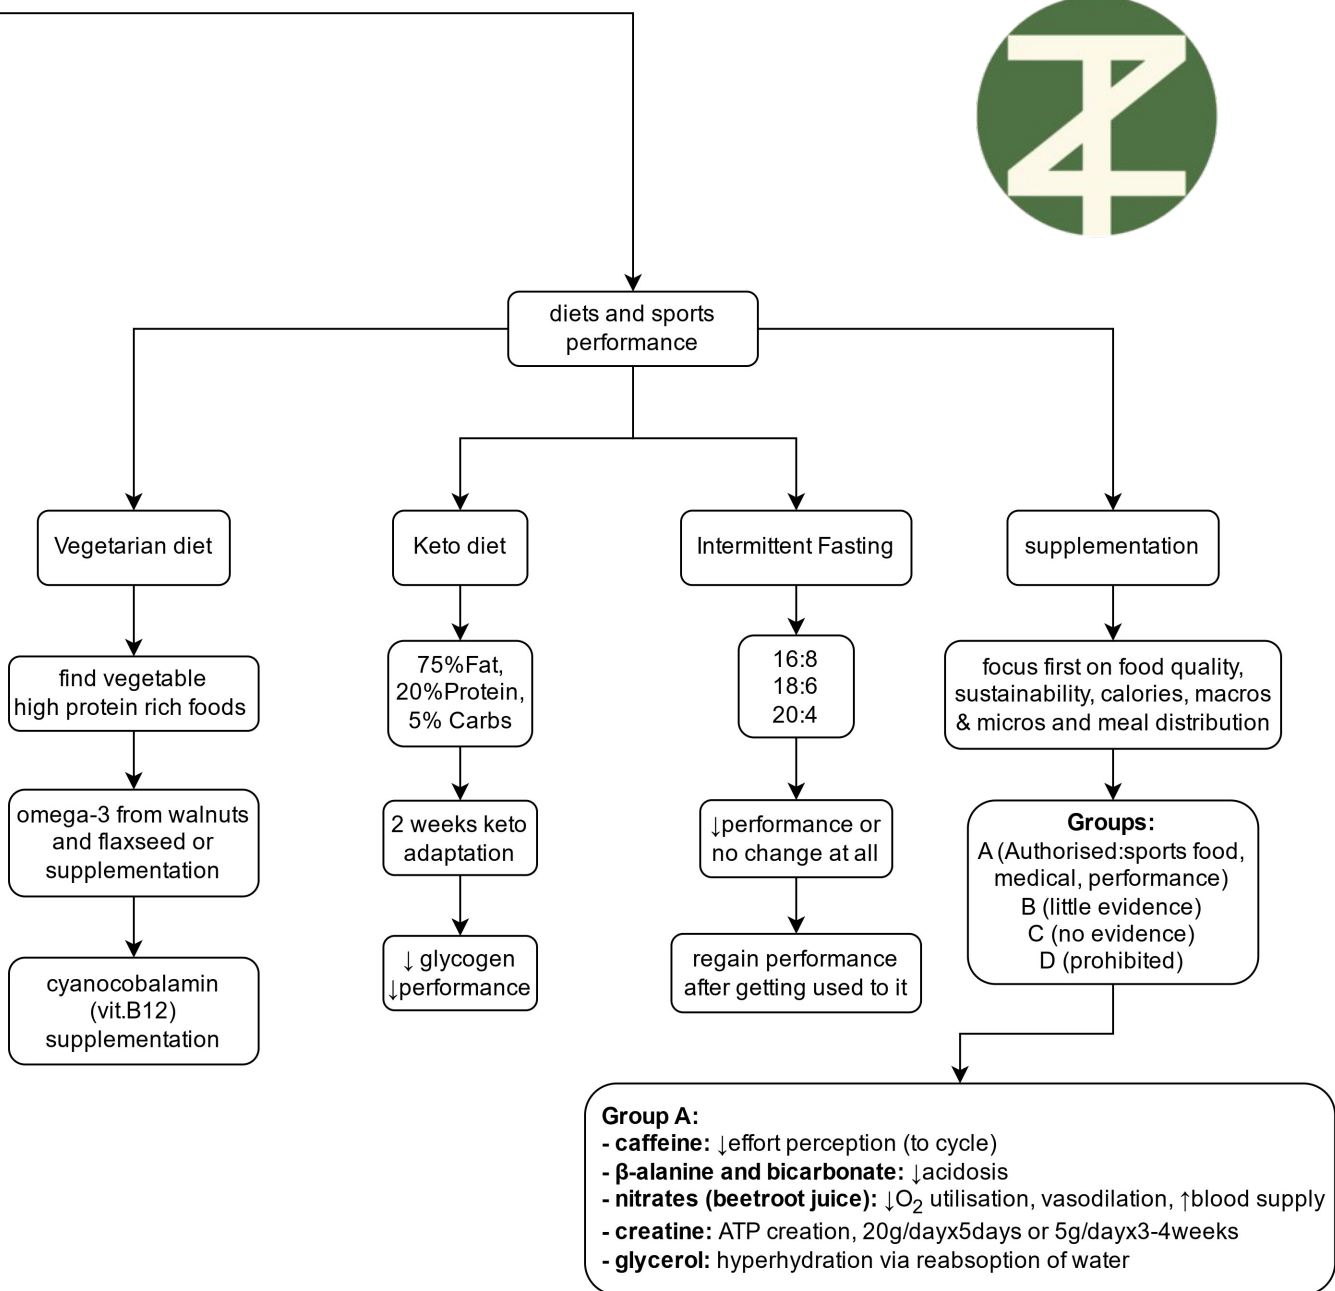 diets and sports
performance
Vegetarian diet
Keto diet
Intermittent Fasting
supplementation
find vegetable
high protein rich foods
75%Fat,
20%Protein,
5% Carbs
16:8
18:6
20:4
focus first on food quality,
sustainability, calories, macros
& micros and meal distribution
omega-3 from walnuts
and flaxseed or
supplementation
2 weeks keto
adaptation
↓performance or
no change at all
Groups:
A (Authorised:sports food,
medical, performance)
B (little evidence)
C (no evidence)
D (prohibited)
cyanocobalamin
(vit.B12)
supplementation
↓ glycogen
↓performance
regain performance
after getting used to it
Group A:
- caffeine: ↓effort perception (to cycle)
- β-alanine and bicarbonate: ↓acidosis
- nitrates (beetroot juice): ↓O2 utilisation, vasodilation, ↑blood supply
- creatine: ATP creation, 20g/dayx5days or 5g/dayx3-4weeks
- glycerol: hyperhydration via reabsoption of water